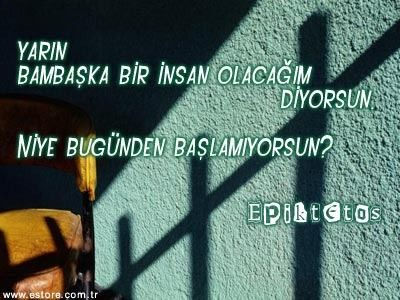 YARIN
BAMBAŞKA BİR İNSAN OLACAĞIM
DİYORSUN.
NİYE BUGÜNDEN BAŞLAMIYORSUN?
Epiktetos
www.estore.com.tr